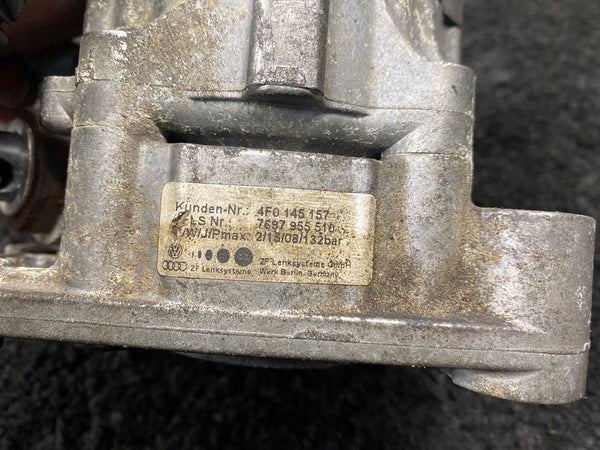 Kunden-Nr.: 4F0 145 157
LS Nr. 7697 955 510
/W/J/Pmax: 2/15/08/132bar
ZF Lenksysteme GmbH
ZF Lenksysteme Werk Berlin, Germany